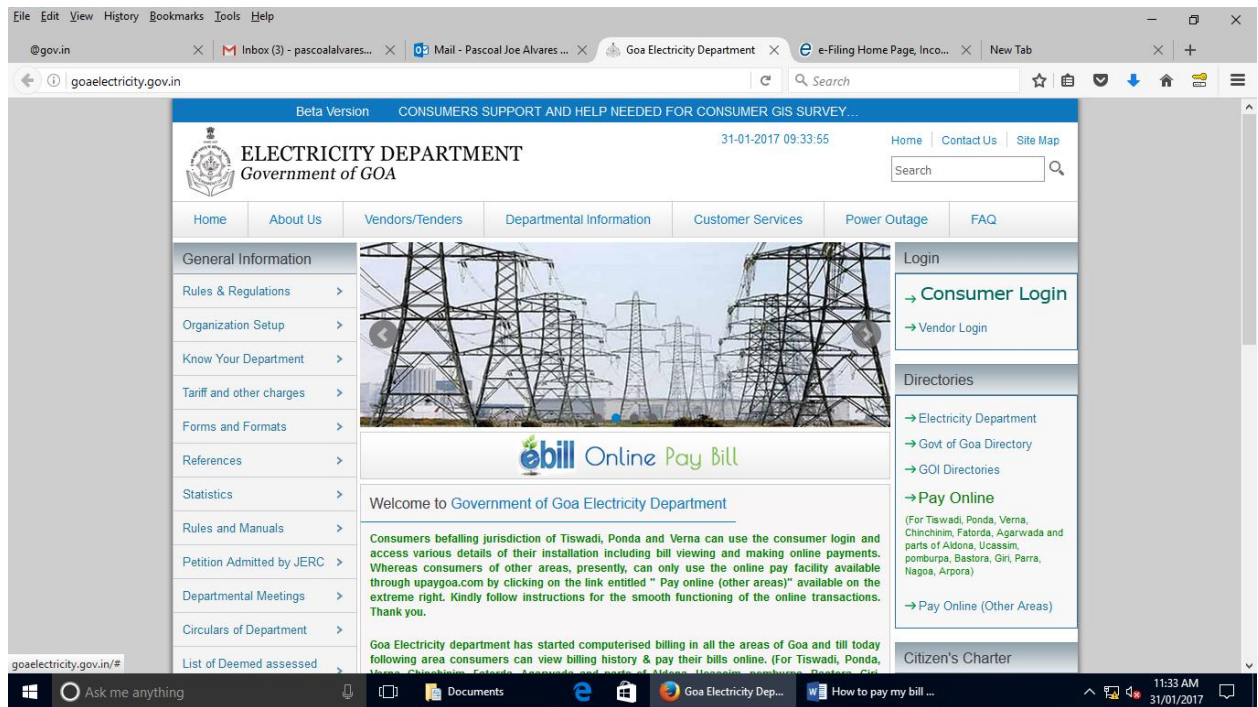 File Edit View History Bookmarks Tools Help
@gov.in
Inbox (3) - pascoalalvares...
Mail - Pascoal Joe Alvares ...
Goa Electricity Department
e-Filing Home Page, Inco...
New Tab
goaelectricity.gov.in
Search
Beta Version CONSUMERS SUPPORT AND HELP NEEDED FOR CONSUMER GIS SURVEY...
ELECTRICITY DEPARTMENT
Government of GOA
31-01-2017 09:33:55
Home Contact Us Site Map
Search
Home About Us Vendors/Tenders Departmental Information Customer Services Power Outage FAQ
General Information
Rules & Regulations
Organization Setup
Know Your Department
Tariff and other charges
Forms and Formats
References
Statistics
Rules and Manuals
Petition Admitted by JERC
Departmental Meetings
Circulars of Department
List of Deemed assessed
ebill Online Pay Bill
Welcome to Government of Goa Electricity Department
Consumers befalling jurisdiction of Tiswadi, Ponda and Verna can use the consumer login and
access various details of their installation including bill viewing and making online payments.
Whereas consumers of other areas, presently, can only use the online pay facility available
through upaygoa.com by clicking on the link entitled " Pay online (other areas)" available on the
extreme right. Kindly follow instructions for the smooth functioning of the online transactions.
Thank you.
Goa Electricity department has started computerised billing in all the areas of Goa and till today
following area consumers can view billing history & pay their bills online. (For Tiswadi, Ponda,
Verna, Chinchinim, Fatorda, Agarwada and parts of Aldona, Ucassim, pomburpa, Bastora, Giri,
Login
Consumer Login
Vendor Login
Directories
Electricity Department
Govt of Goa Directory
GOI Directories
Pay Online
(For Tiswadi, Ponda, Verna,
Chinchinim, Fatorda, Agarwada and
parts of Aldona, Ucassim,
pomburpa, Bastora, Giri, Parra,
Nagoa, Arpora)
Pay Online (Other Areas)
Citizen's Charter
goaelectricity.gov.in/#
Ask me anything
Documents
Goa Electricity Dep...
How to pay my bill ...
11:33 AM
31/01/2017